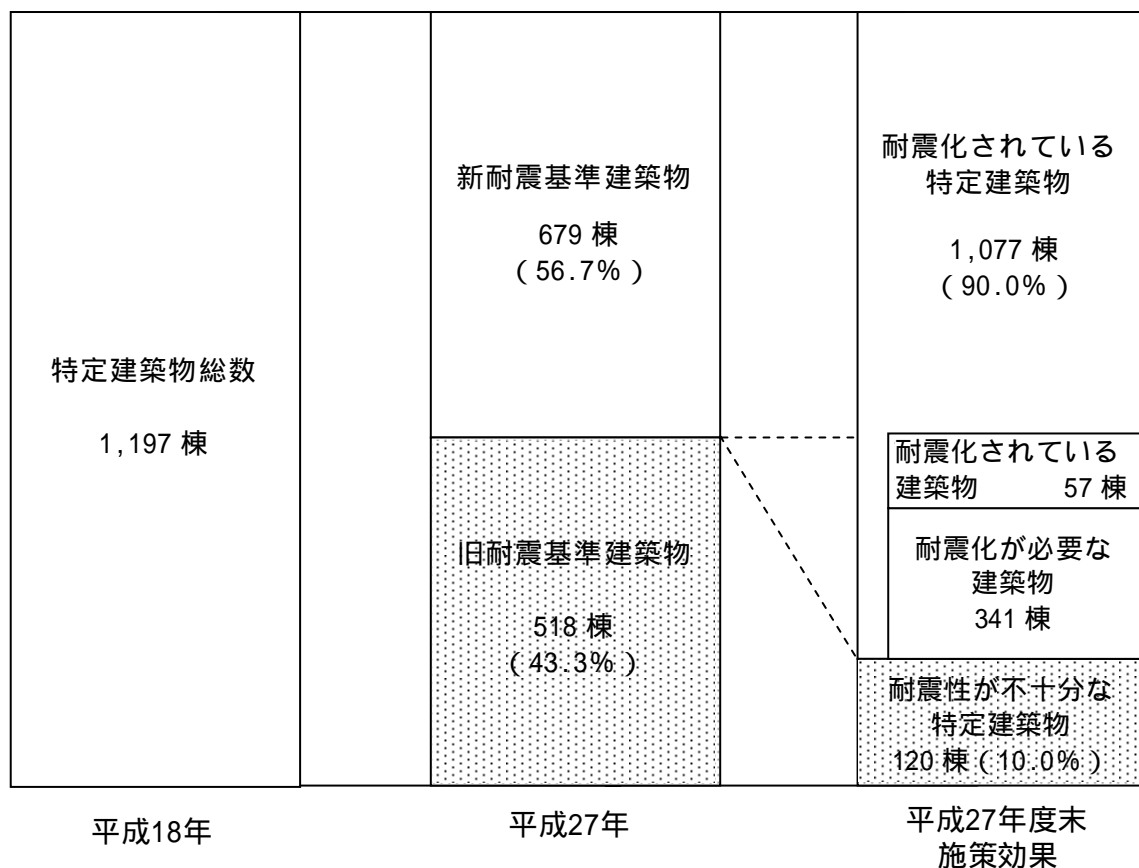 特定建築物総数
1,197 棟
平成18年
新耐震基準建築物
679 棟
(56.7%)
旧耐震基準建築物
518 棟
(43.3%)
平成27年
耐震化されている
特定建築物
1,077 棟
(90.0%)
耐震化されている
建築物 57 棟
耐震化が必要な
建築物
341 棟
耐震性が不十分な
特定建築物
120 棟(10.0%)
平成27年度末
施策効果